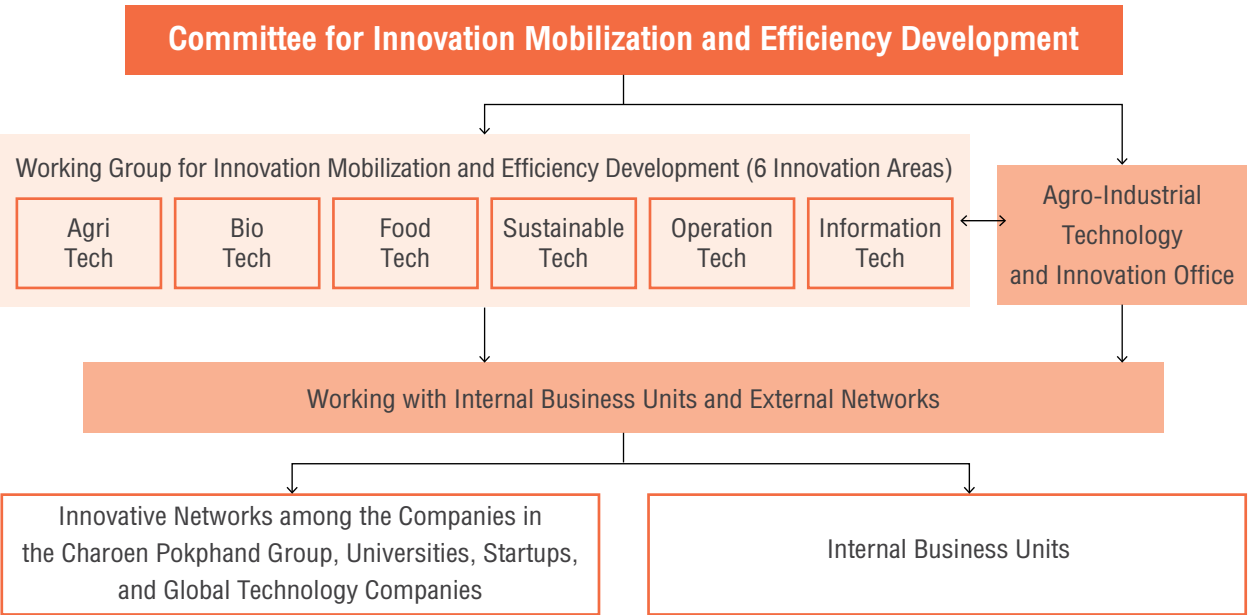 Committee for Innovation Mobilization and Efficiency Development
Working Group for Innovation Mobilization and Efficiency Development (6 Innovation Areas)
Agri
Tech
Bio
Tech
Food
Tech
Sustainable
Tech
Operation
Tech
Information
Tech
Agro-Industrial
Technology
and Innovation Office
Working with Internal Business Units and External Networks
Innovative Networks among the Companies in
the Charoen Pokphand Group, Universities, Startups,
and Global Technology Companies
Internal Business Units